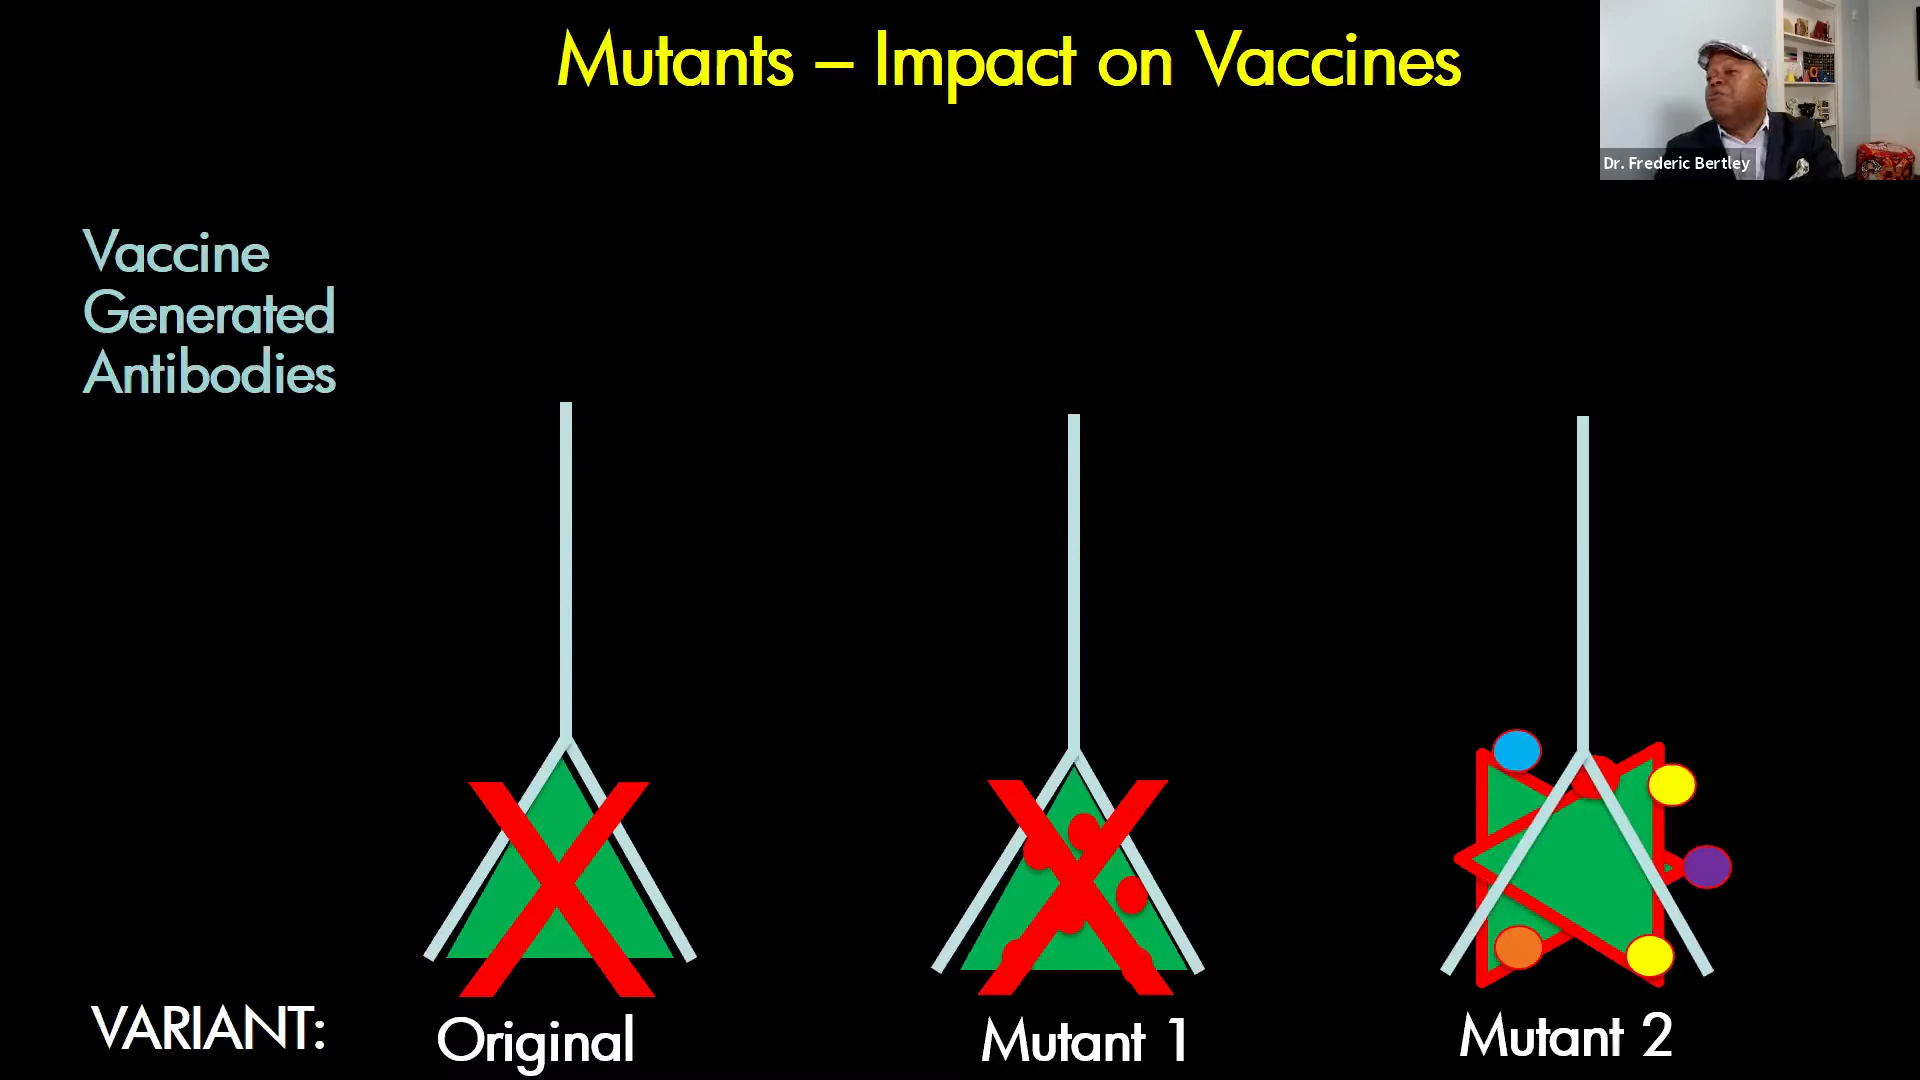 Mutants – Impact on Vaccines
Dr. Frederic Bertley
Vaccine
Generated
Antibodies
VARIANT:
Original
Mutant 1
Mutant 2